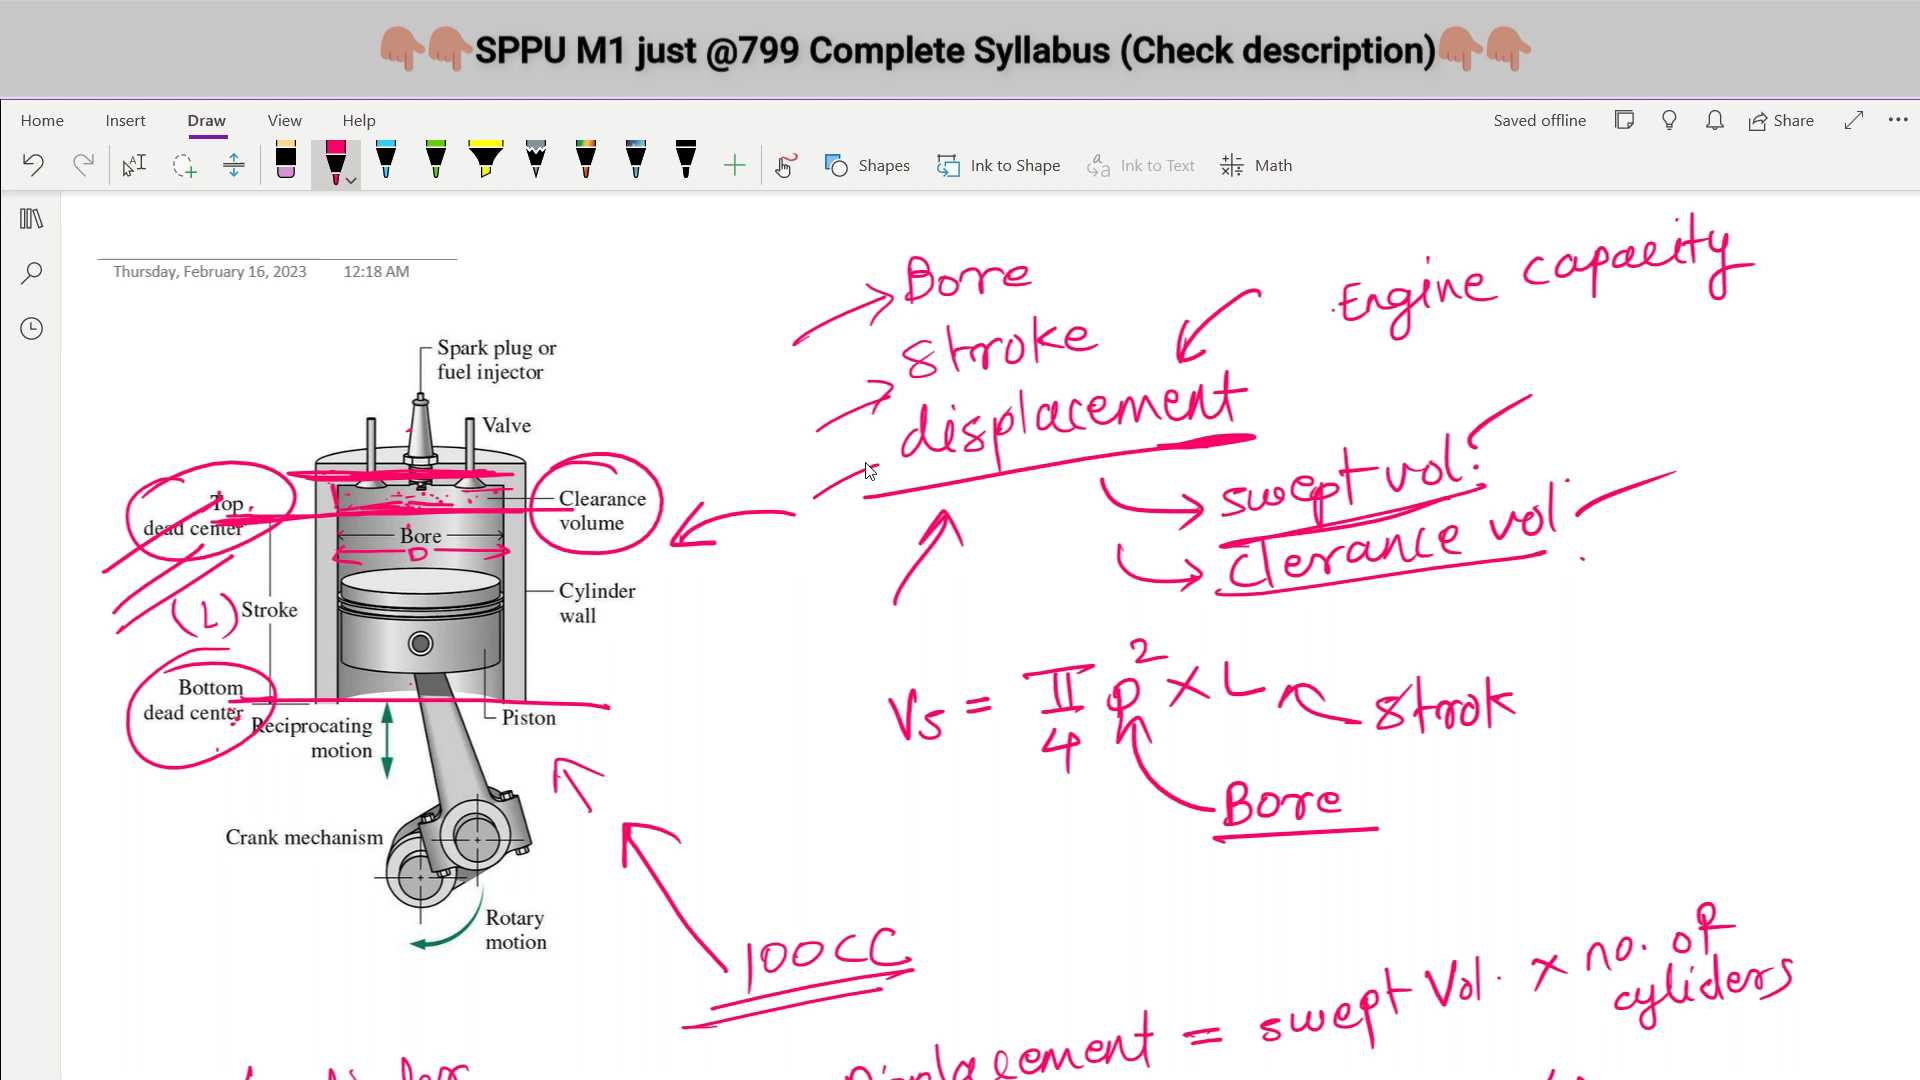 SPPU M1 just @799 Complete Syllabus (Check description)
Home Insert Draw View Help
Saved offline Share
Shapes Ink to Shape Ink to Text Math
Thursday, February 16, 2023 12:18 AM
Spark plug or
fuel injector
Valve
Top
dead center
Clearance
volume
Bore
D
Cylinder
wall
(L) Stroke
Bottom
dead center
Reciprocating
motion
Piston
Crank mechanism
Rotary
motion
100CC
Bore
Stroke
displacement
Engine capacity
swept vol.
clerance vol.
Vs = π/4 D² × L
strok
Bore
Displacement = swept Vol. × no. of
cyliders